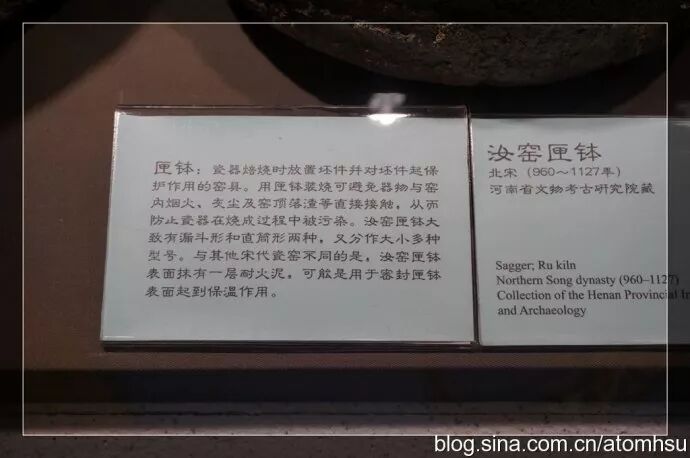 匣钵：瓷器焙烧时放置坯件并对坯件起保
护作用的窑具。用匣钵装烧可避免器物与窑
内烟火、灰尘及窑顶落渣等直接接触，从而
防止瓷器在烧成过程中被污染。汝窑匣钵大
致有漏斗形和直筒形两种，又分作大小多种
型号。与其他宋代瓷窑不同的是，汝窑匣钵
表面抹有一层耐火泥，可能是用于密封匣钵
表面起到保温作用。
汝窑匣钵
北宋（960～1127年）
河南省文物考古研究院藏
Sagger; Ru kiln
Northern Song dynasty (960–1127)
Collection of the Henan Provincial
and Archaeology
blog.sina.com.cn/atomhsu